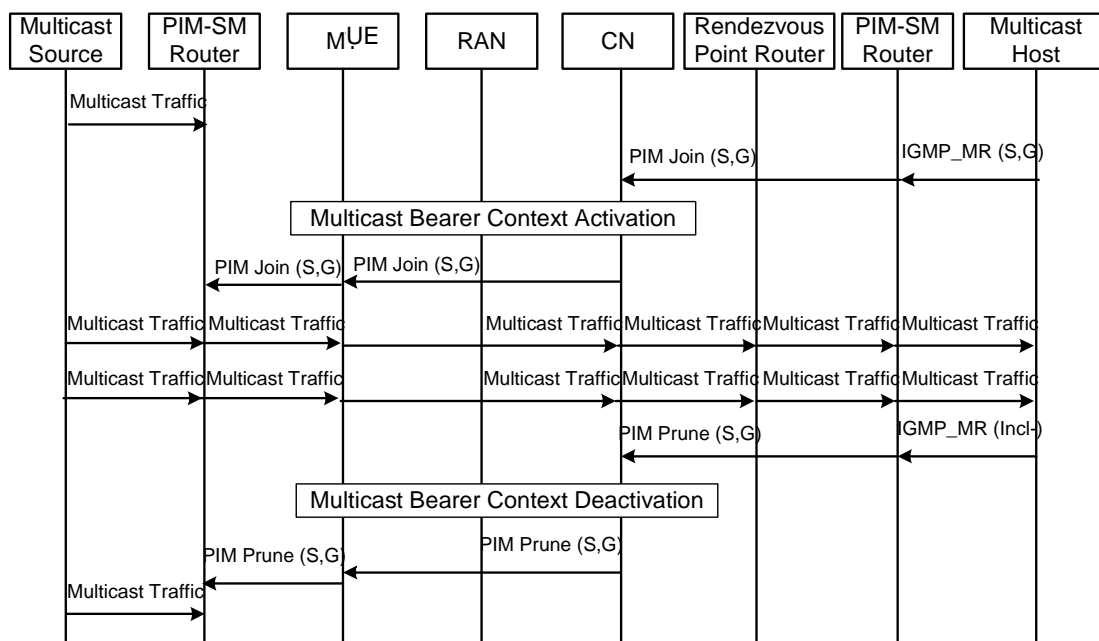 Multicast
Source
PIM-SM
Router
UE
RAN
CN
Rendezvous
Point Router
PIM-SM
Router
Multicast
Host
Multicast Traffic
PIM Join (S,G)
IGMP_MR (S,G)
Multicast Bearer Context Activation
PIM Join (S,G)
PIM Join (S,G)
Multicast Traffic
Multicast Traffic
Multicast Traffic
Multicast Traffic
Multicast Traffic
Multicast Traffic
Multicast Traffic
Multicast Traffic
Multicast Traffic
Multicast Traffic
Multicast Traffic
Multicast Traffic
PIM Prune (S,G)
IGMP_MR (Incl-)
Multicast Bearer Context Deactivation
PIM Prune (S,G)
PIM Prune (S,G)
Multicast Traffic